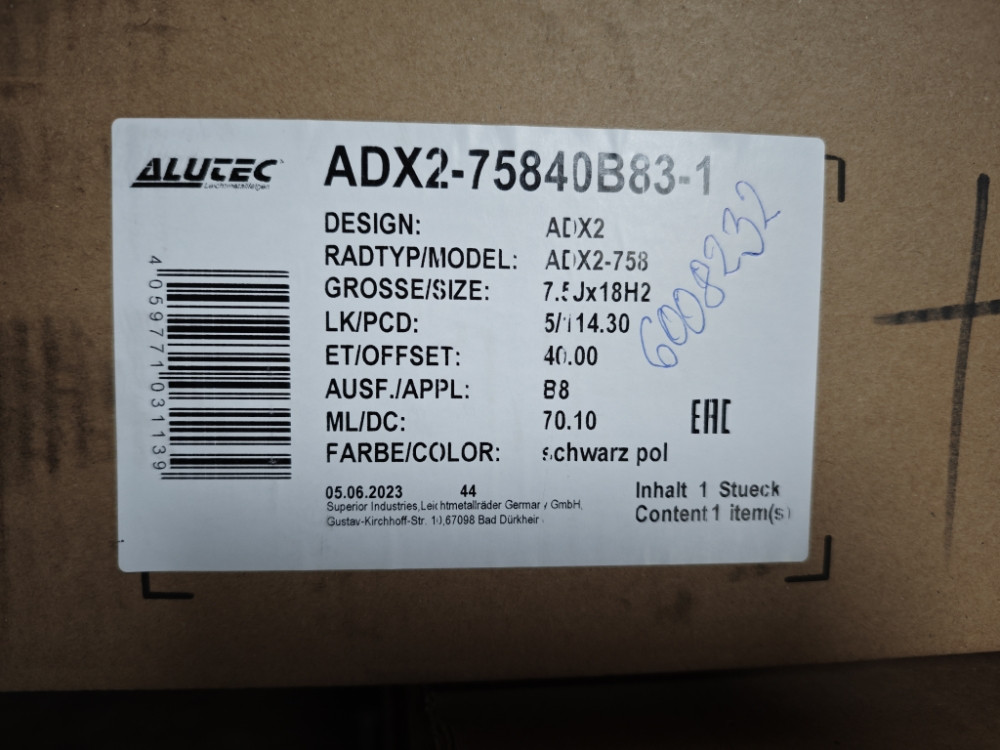 ALUTEC
Leichtmetallfelgen
ADX2-75840B83-1
DESIGN: ADX2
RADTYP/MODEL: ADX2-758
GROSSE/SIZE: 7.5Jx18H2
LK/PCD: 5/114.30
ET/OFFSET: 40.00
AUSF./APPL: B8
ML/DC: 70.10
FARBE/COLOR: schwarz pol
6008232
EAC
4059771031139
05.06.2023 44
Superior Industries Leichtmetallräder Germany GmbH,
Gustav-Kirchhoff-Str. 10,67098 Bad Dürkheim
Inhalt 1 Stueck
Content 1 item(s)